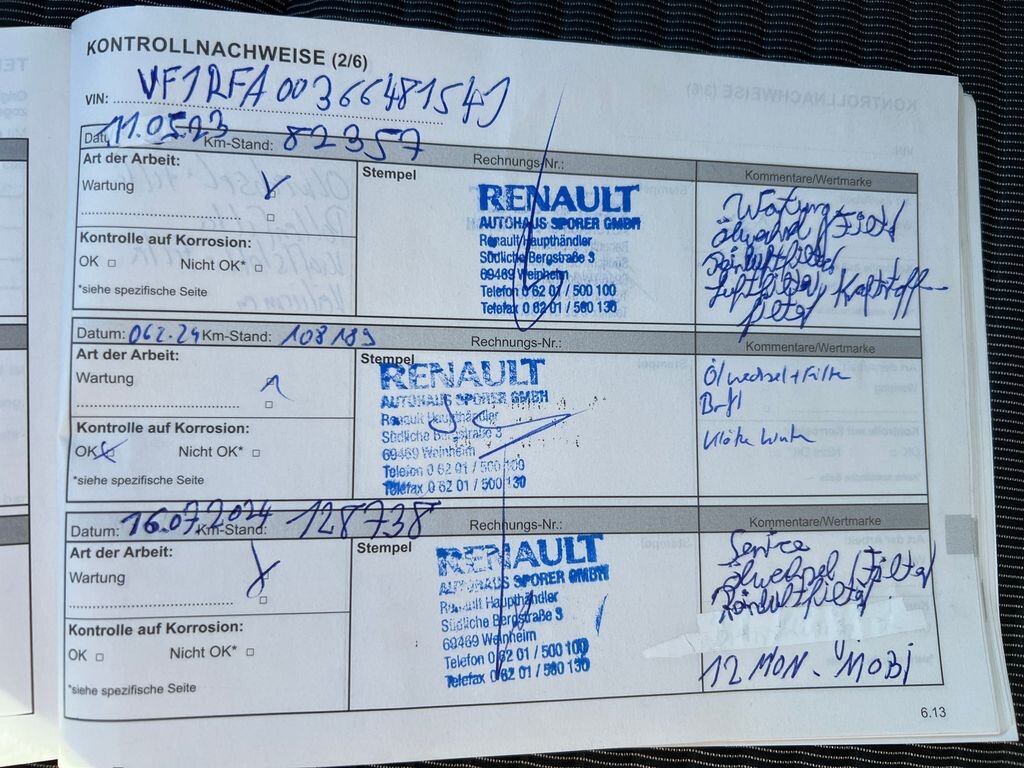 KONTROLLNACHWEISE (2/6)
VIN: VF1RFA00366481541
Datum: 11.05.23 Km-Stand: 82357 Rechnungs-Nr.:
Art der Arbeit: Stempel Kommentare/Wertmarke
Wartung
Kontrolle auf Korrosion:
OK □ Nicht OK* □
*siehe spezifische Seite
RENAULT
AUTOHAUS SPORER GMBH
Renault Haupthändler
Südliche Bergstraße 3
69469 Weinheim
Telefon 0 62 01 / 500 100
Telefax 0 62 01 / 500 130
Wartung
ölwechsel / Filter
Luftfilter, Kraftstoff-
filter
Datum: 062.24 Km-Stand: 108189 Rechnungs-Nr.:
Art der Arbeit: Stempel Kommentare/Wertmarke
Wartung
Kontrolle auf Korrosion:
OK Nicht OK* □
*siehe spezifische Seite
RENAULT
AUTOHAUS SPORER GMBH
Renault Haupthändler
Südliche Bergstraße 3
69469 Weinheim
Telefon 0 62 01 / 500 100
Telefax 0 62 01 / 500 130
Ölwechsel + Filter
Datum: 16.07.2024 Km-Stand: 128738 Rechnungs-Nr.:
Art der Arbeit: Stempel Kommentare/Wertmarke
Wartung
Kontrolle auf Korrosion:
OK □ Nicht OK* □
*siehe spezifische Seite
RENAULT
AUTOHAUS SPORER GMBH
Renault Haupthändler
Südliche Bergstraße 3
69469 Weinheim
Telefon 0 62 01 / 500 100
Telefax 0 62 01 / 500 130
Service
ölwechsel / Filter
12 MON. MOBI
6.13